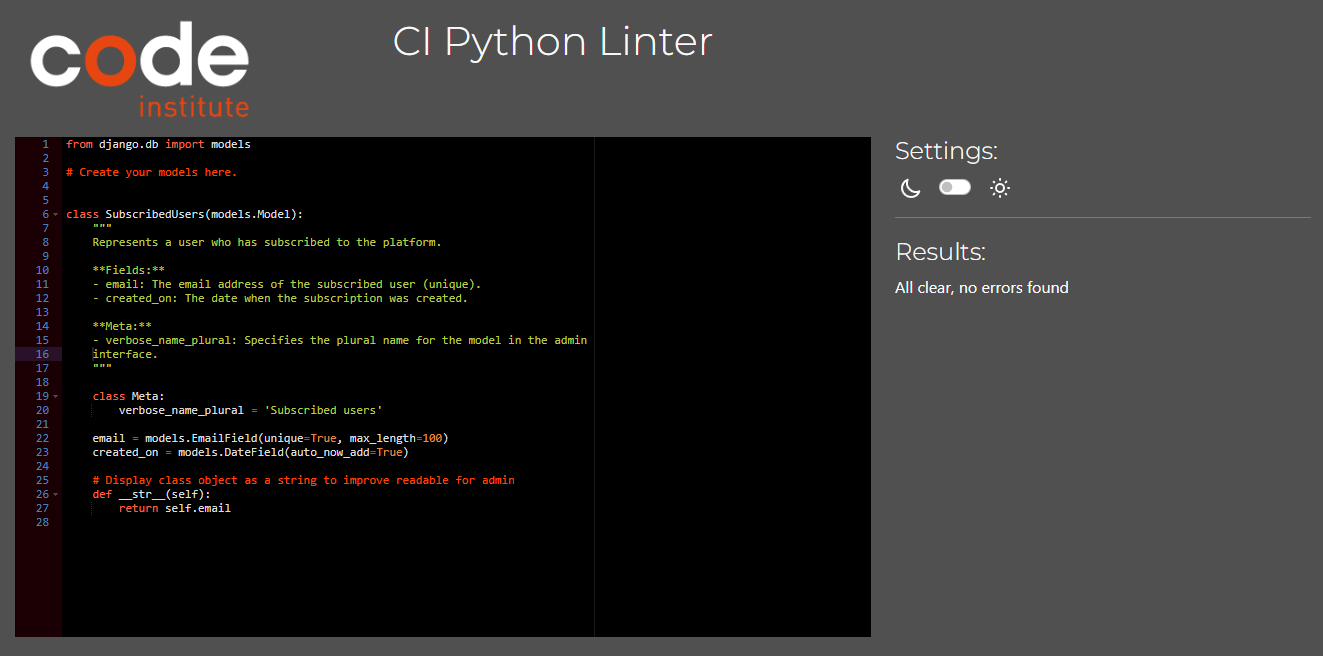 code
institute
CI Python Linter
1 from django.db import models
2
3 # Create your models here.
4
5
6 class SubscribedUsers(models.Model):
7     """
8     Represents a user who has subscribed to the platform.
9
10     **Fields:**
11     - email: The email address of the subscribed user (unique).
12     - created_on: The date when the subscription was created.
13
14     **Meta:**
15     - verbose_name_plural: Specifies the plural name for the model in the admin
16     interface.
17     """
18
19     class Meta:
20         verbose_name_plural = 'Subscribed users'
21
22     email = models.EmailField(unique=True, max_length=100)
23     created_on = models.DateField(auto_now_add=True)
24
25     # Display class object as a string to improve readable for admin
26     def __str__(self):
27         return self.email
28
Settings:
Results:
All clear, no errors found